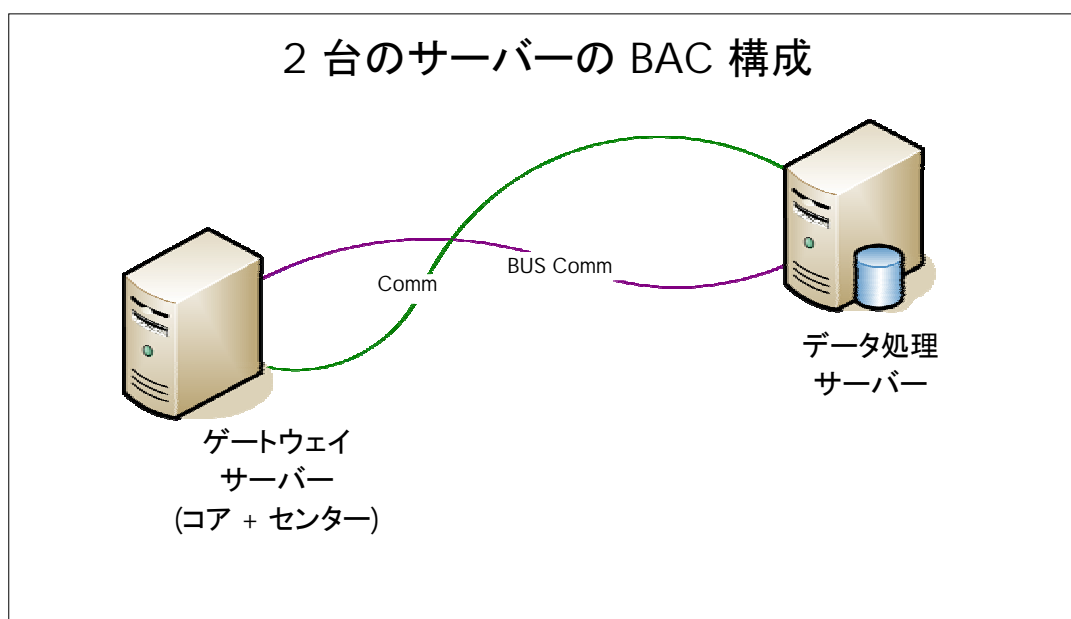 2 台のサーバーの BAC 構成
Comm
BUS Comm
データ処理
サーバー
ゲートウェイ
サーバー
(コア + センター)